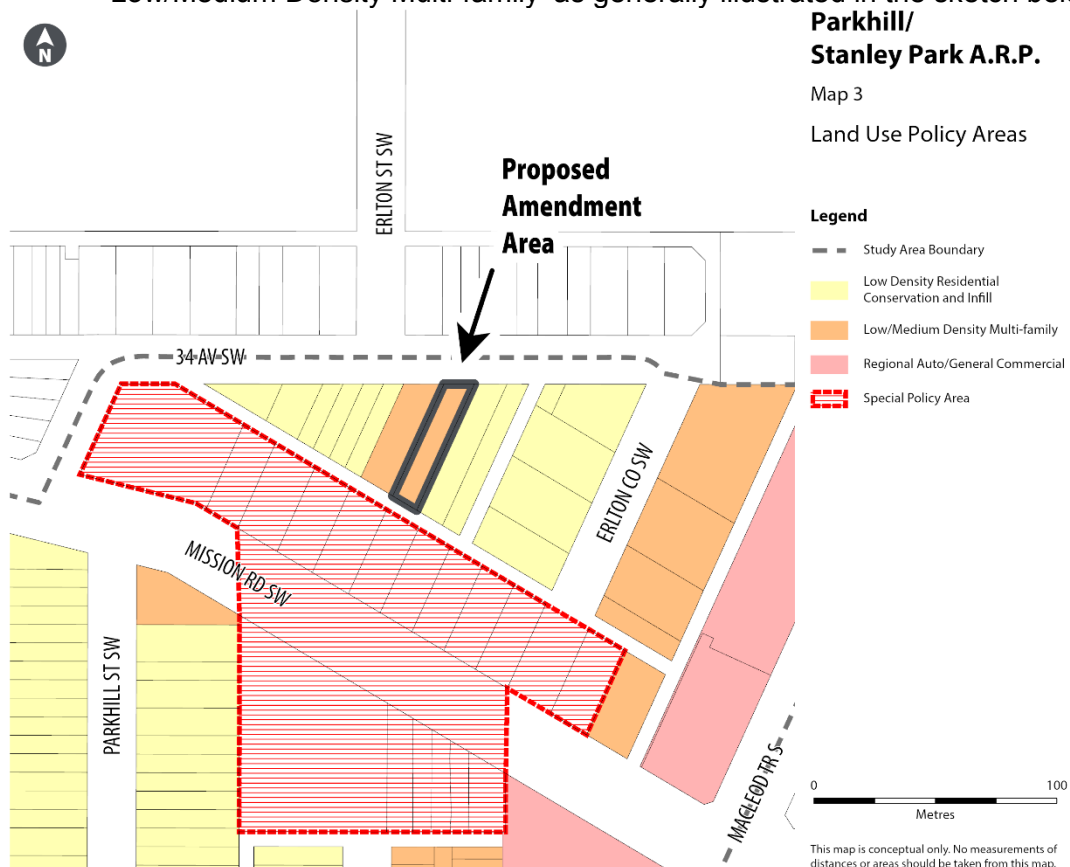 Low/Medium Density Multi-family' as generally illustrated in the sketch
Parkhill/
Stanley Park A.R.P.
Map 3
Land Use Policy Areas
N
ERLTON ST SW
Proposed
Amendment
Area
Legend
Study Area Boundary
Low Density Residential
Conservation and Infill
Low/Medium Density Multi-family
Regional Auto/General Commercial
Special Policy Area
34 AV SW
ERLTON CO SW
MISSION RD SW
PARKHILL ST SW
MACLEOD TR S
0 100
Metres
This map is conceptual only. No measurements of
distances or areas should be taken from this map.